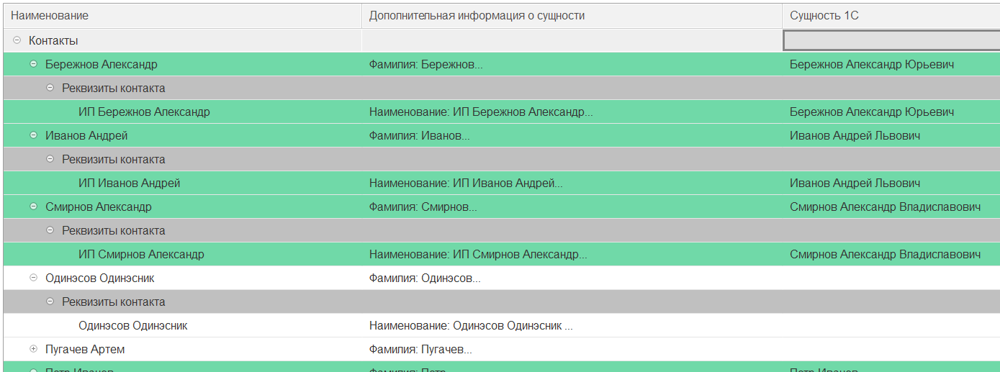 Наименование Дополнительная информация о сущности Сущность 1С
Контакты
Бережнов Александр Фамилия: Бережнов... Бережнов Александр Юрьевич
Реквизиты контакта
ИП Бережнов Александр Наименование: ИП Бережнов Александр... Бережнов Александр Юрьевич
Иванов Андрей Фамилия: Иванов... Иванов Андрей Львович
Реквизиты контакта
ИП Иванов Андрей Наименование: ИП Иванов Андрей... Иванов Андрей Львович
Смирнов Александр Фамилия: Смирнов... Смирнов Александр Владиславович
Реквизиты контакта
ИП Смирнов Александр Наименование: ИП Смирнов Александр... Смирнов Александр Владиславович
Одинэсов Одинэсник Фамилия: Одинэсов...
Реквизиты контакта
Одинэсов Одинэсник Наименование: Одинэсов Одинэсник ...
Пугачев Артем Фамилия: Пугачев...
Петр Иванов Фамилия: Петр... Петр Иванов